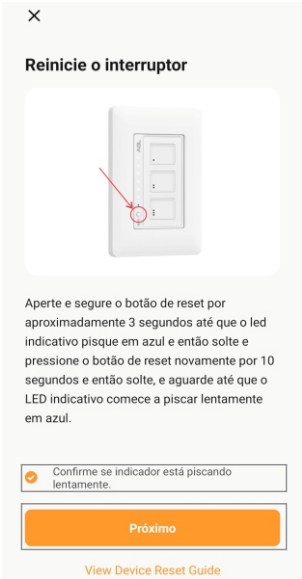 Reinicie o interruptor
Aperte e segure o botão de reset por
aproximadamente 3 segundos até que o led
indicativo pisque em azul e então solte e
pressione o botão de reset novamente por 10
segundos e então solte, e aguarde até que o
LED indicativo comece a piscar lentamente
em azul.
Confirme se indicador está piscando
lentamente.
Próximo
View Device Reset Guide